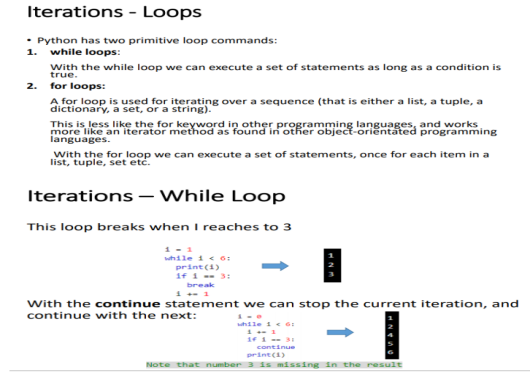 Iterations - Loops
• Python has two primitive loop commands:
1. while loops:
With the while loop we can execute a set of statements as long as a condition is
true.
2. for loops:
A for loop is used for iterating over a sequence (that is either a list, a tuple, a
dictionary, a set, or a string).
This is less like the for keyword in other programming languages, and works
more like an iterator method as found in other object-orientated programming
languages.
With the for loop we can execute a set of statements, once for each item in a
list, tuple, set etc.
Iterations – While Loop
This loop breaks when I reaches to 3
i = 1
while i < 6:
print(i)
if i == 3:
break
i += 1
1
2
3
With the continue statement we can stop the current iteration, and
continue with the next:
i = 0
while i < 6:
i += 1
if i == 3:
continue
print(i)
1
2
4
5
6
Note that number 3 is missing in the result